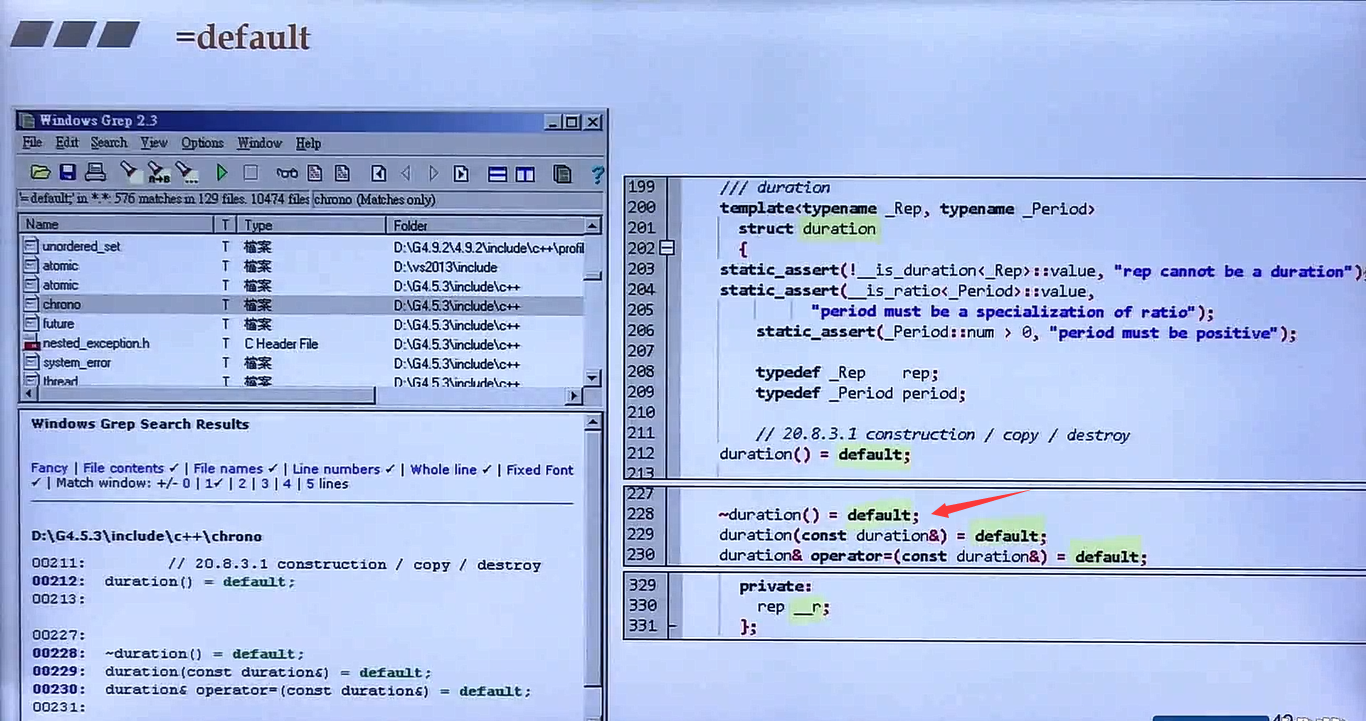 =default
Windows Grep 2.3
File Edit Search View Options Window Help
'=default;' in *.*: 576 matches in 129 files. 10474 files chrono (Matches only)
Name T Type Folder
unordered_set T 檔案 D:\G4.9.2\4.9.2\include\c++\profil
atomic T 檔案 D:\vs2013\include
atomic T 檔案 D:\G4.5.3\include\c++
chrono T 檔案 D:\G4.5.3\include\c++
future T 檔案 D:\G4.5.3\include\c++
nested_exception.h T C Header File D:\G4.5.3\include\c++
system_error T 檔案 D:\G4.5.3\include\c++
thread T 檔案 D:\G4.5.3\include\c++
Windows Grep Search Results
Fancy | File contents ✓ | File names ✓ | Line numbers ✓ | Whole line ✓ | Fixed Font
✓ | Match window: +/- 0 | 1✓ | 2 | 3 | 4 | 5 lines
D:\G4.5.3\include\c++\chrono
00211: // 20.8.3.1 construction / copy / destroy
00212: duration() = default;
00213:
00227:
00228: ~duration() = default;
00229: duration(const duration&) = default;
00230: duration& operator=(const duration&) = default;
00231:
199 /// duration
200 template<typename _Rep, typename _Period>
201 struct duration
202 {
203 static_assert(!__is_duration<_Rep>::value, "rep cannot be a duration");
204 static_assert(__is_ratio<_Period>::value,
205 "period must be a specialization of ratio");
206 static_assert(_Period::num > 0, "period must be positive");
207
208 typedef _Rep rep;
209 typedef _Period period;
210
211 // 20.8.3.1 construction / copy / destroy
212 duration() = default;
213
227
228 ~duration() = default;
229 duration(const duration&) = default;
230 duration& operator=(const duration&) = default;
329 private:
330 rep __r;
331 };